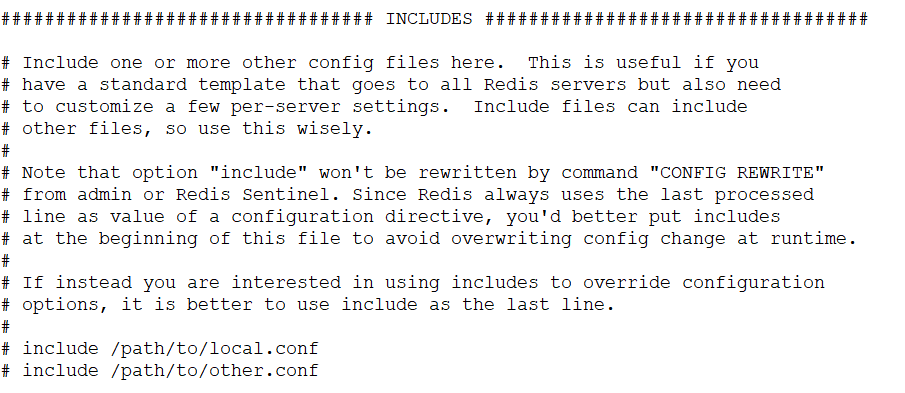 ################################## INCLUDES ###################################

# Include one or more other config files here.  This is useful if you
# have a standard template that goes to all Redis servers but also need
# to customize a few per-server settings.  Include files can include
# other files, so use this wisely.
#
# Note that option "include" won't be rewritten by command "CONFIG REWRITE"
# from admin or Redis Sentinel. Since Redis always uses the last processed
# line as value of a configuration directive, you'd better put includes
# at the beginning of this file to avoid overwriting config change at runtime.
#
# If instead you are interested in using includes to override configuration
# options, it is better to use include as the last line.
#
# include /path/to/local.conf
# include /path/to/other.conf